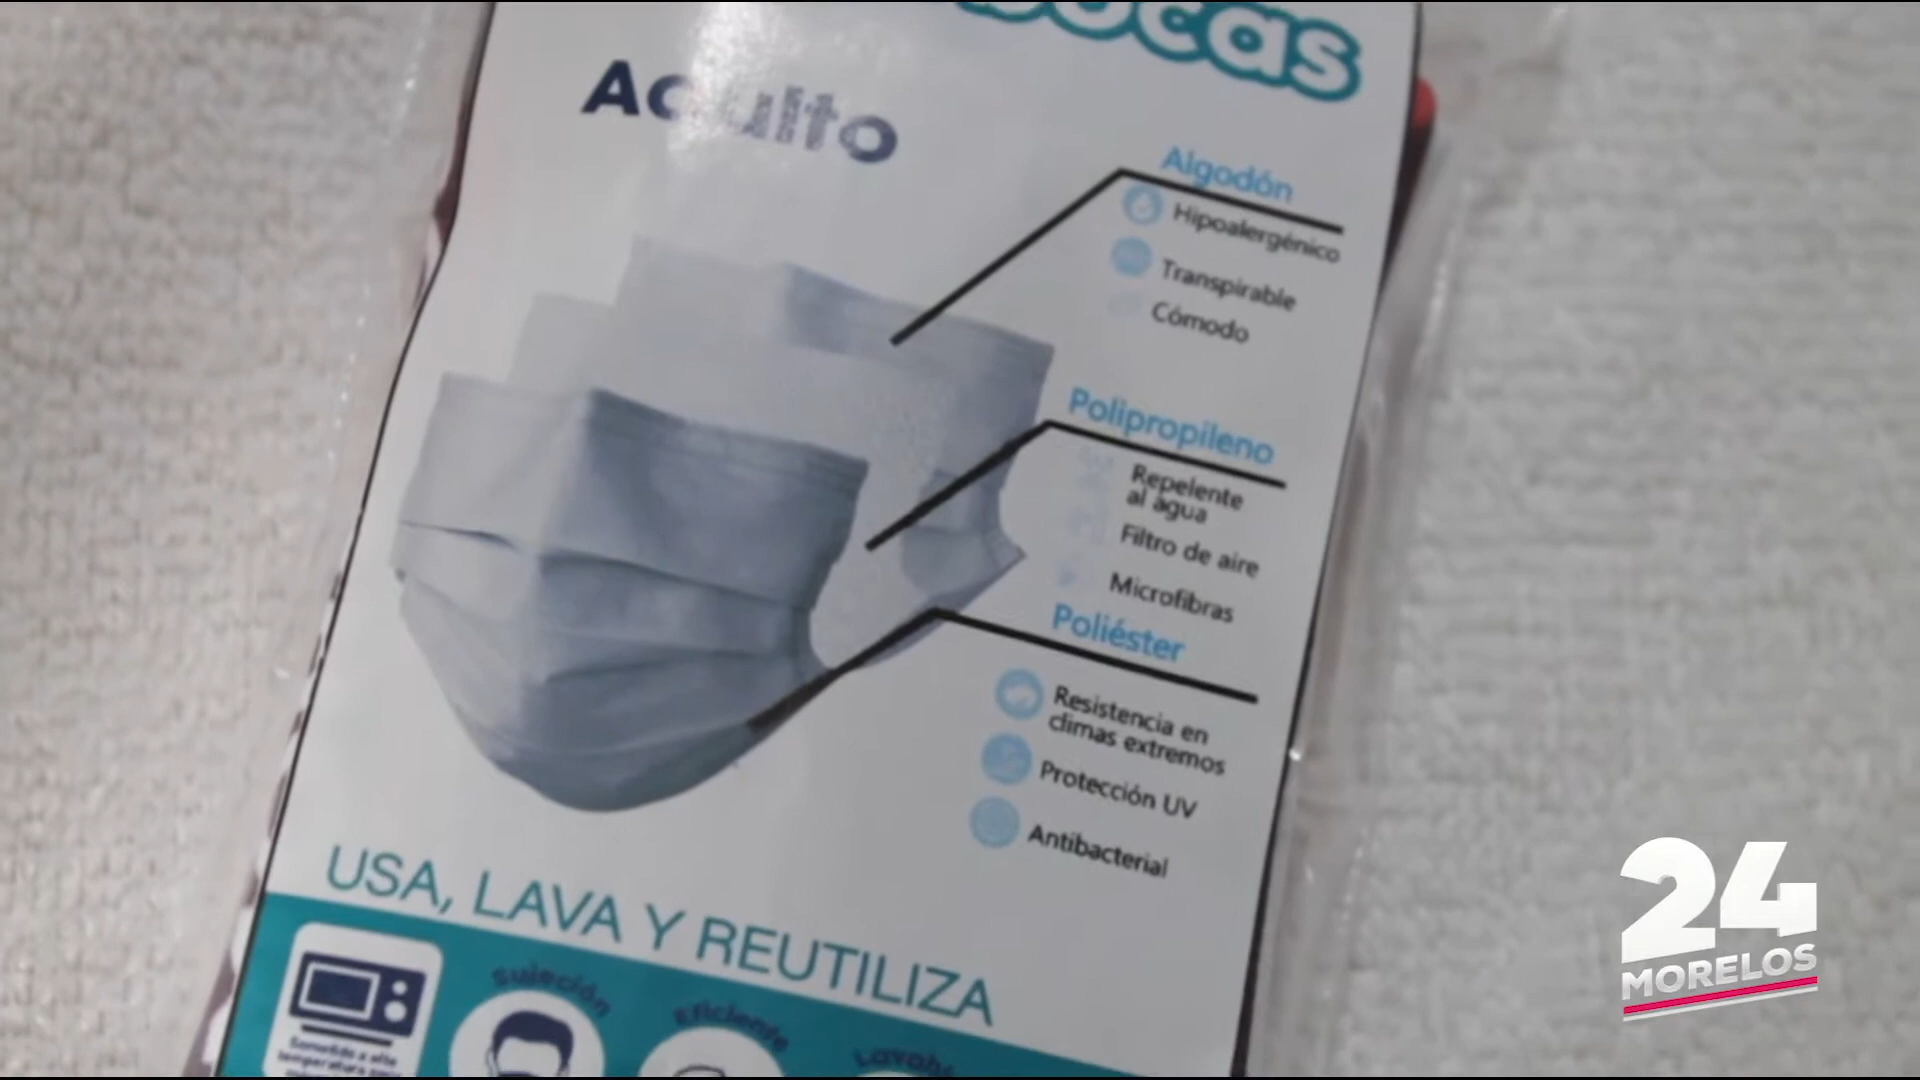 Adulto
Algodón
Hipoalergénico
Transpirable
Cómodo
Polipropileno
Repelente
al agua
Filtro de aire
Microfibras
Poliéster
Resistencia en
climas extremos
Protección UV
Antibacterial
USA, LAVA Y REUTILIZA
Sujeción
Eficiente
24
MORELOS